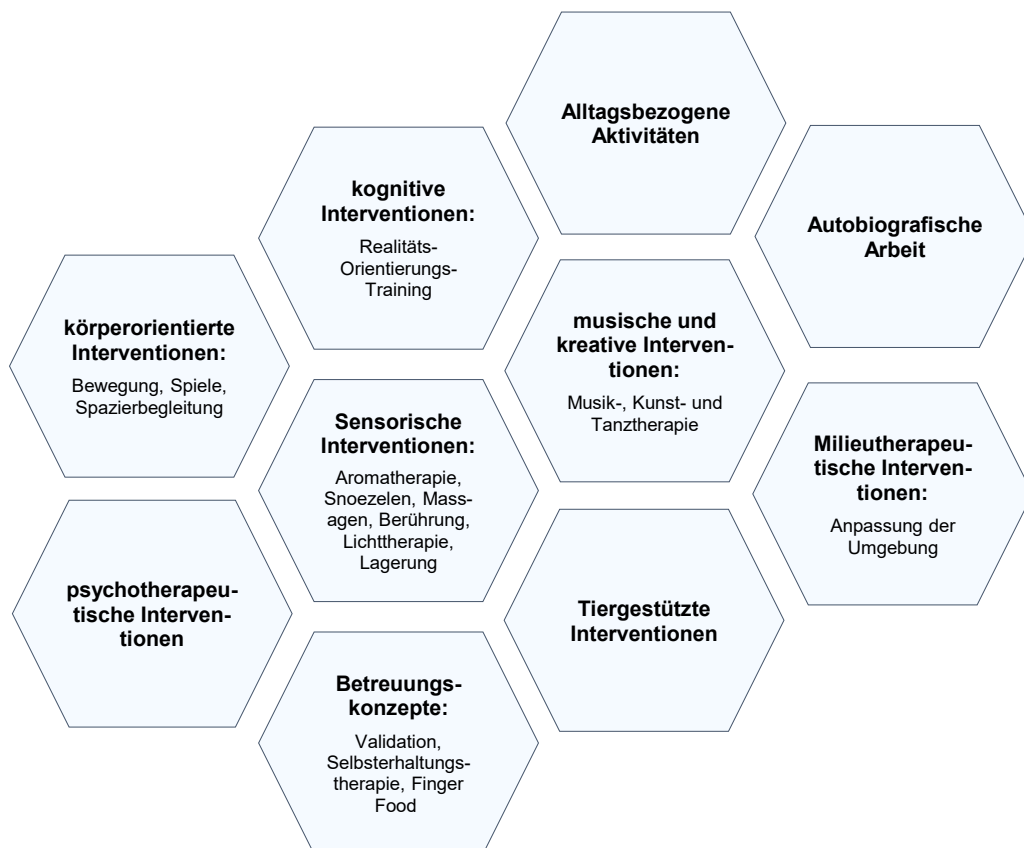 Alltagsbezogene
Aktivitäten
kognitive
Interventionen:
Realitäts-
Orientierungs-
Training
Autobiografische
Arbeit
körperorientierte
Interventionen:
Bewegung, Spiele,
Spazierbegleitung
musische und
kreative Interven-
tionen:
Musik-, Kunst- und
Tanztherapie
Sensorische
Interventionen:
Aromatherapie,
Snoezelen, Mass-
agen, Berührung,
Lichttherapie,
Lagerung
Milieutherapeu-
tische Interven-
tionen:
Anpassung der
Umgebung
psychotherapeu-
tische Interven-
tionen
Tiergestützte
Interventionen
Betreuungs-
konzepte:
Validation,
Selbsterhaltungs-
therapie, Finger
Food